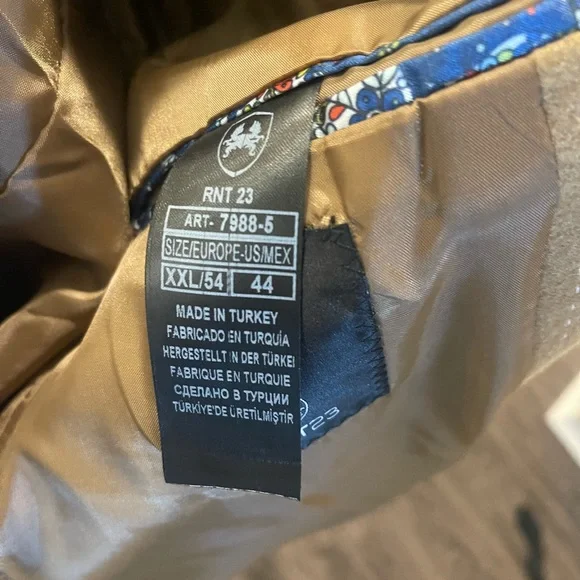 RNT 23
ART- 7988-5
SIZE/EUROPE-US/MEX
XXL/54 44
MADE IN TURKEY
FABRICADO EN TURQUÍA
HERGESTELLT IN DER TÜRKEI
FABRIQUE EN TURQUIE
СДЕЛАНО В ТУРЦИИ
TÜRKİYE'DE ÜRETİLMİŞTİR
T23